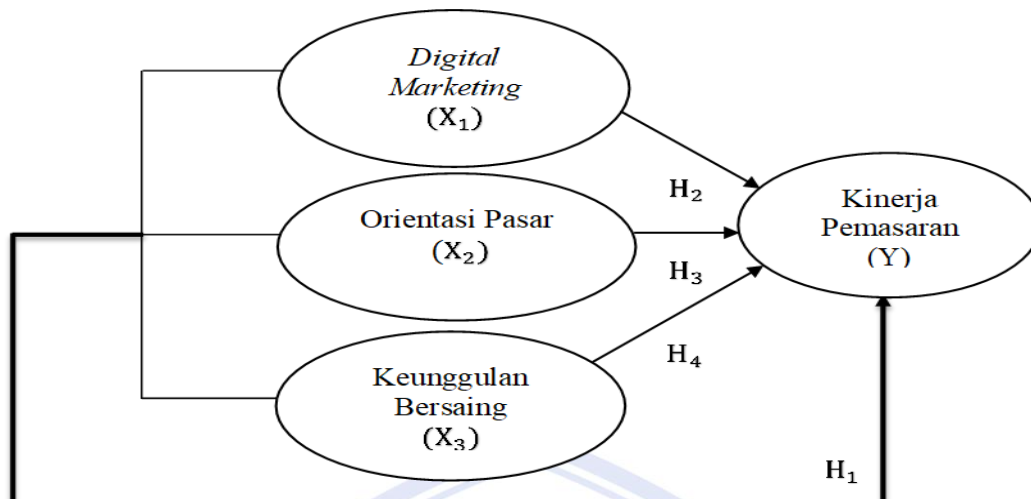 Digital
Marketing
(X₁)
H₂
Kinerja
Pemasaran
(Y)
Orientasi Pasar
(X₂)
H₃
Keunggulan
Bersaing
(X₃)
H₄
H₁